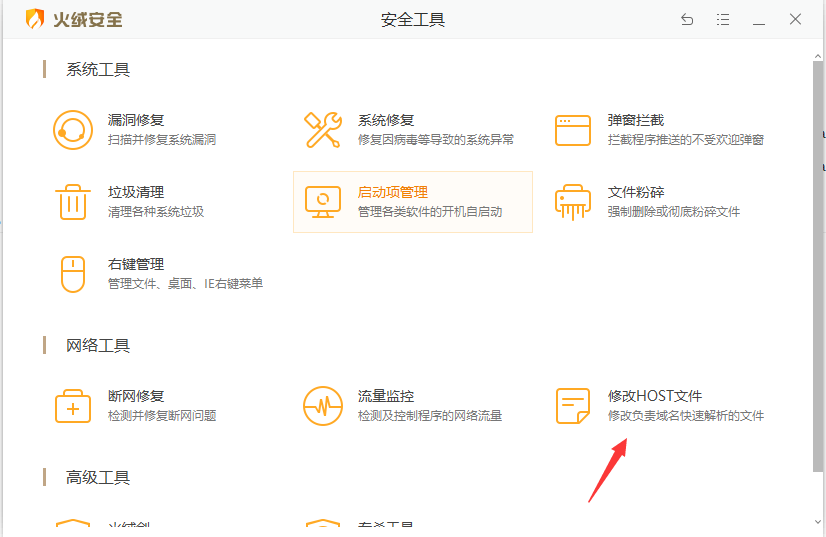 火绒安全
安全工具
系统工具
漏洞修复
扫描并修复系统漏洞
系统修复
修复因病毒等导致的系统异常
弹窗拦截
拦截程序推送的不受欢迎弹窗
垃圾清理
清理各种系统垃圾
启动项管理
管理各类软件的开机自启动
文件粉碎
强制删除或彻底粉碎文件
右键管理
管理文件、桌面、IE右键菜单
网络工具
断网修复
检测并修复断网问题
流量监控
检测及控制程序的网络流量
修改HOST文件
修改负责域名快速解析的文件
高级工具
火绒剑
专杀工具